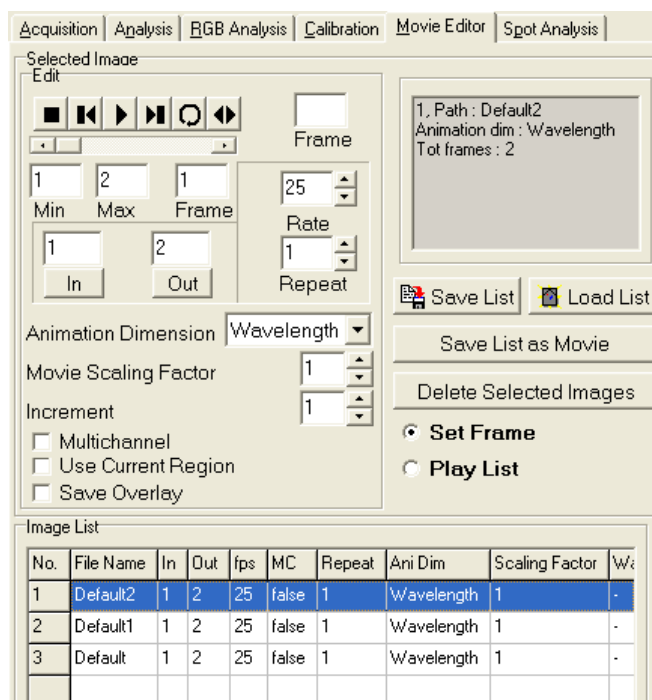 Acquisition Analysis RGB Analysis Calibration Movie Editor Spot Analysis
Selected Image
Edit
Frame
1 2 1
Min Max Frame
25
Rate
1 2
In Out
1
Repeat
Animation Dimension Wavelength
Movie Scaling Factor 1
Increment 1
Multichannel
Use Current Region
Save Overlay
1, Path : Default2
Animation dim : Wavelength
Tot frames : 2
Save List Load List
Save List as Movie
Delete Selected Images
Set Frame
Play List
Image List
No. File Name In Out fps MC Repeat Ani Dim Scaling Factor
1 Default2 1 2 25 false 1 Wavelength 1 -
2 Default1 1 2 25 false 1 Wavelength 1 -
3 Default 1 2 25 false 1 Wavelength 1 -